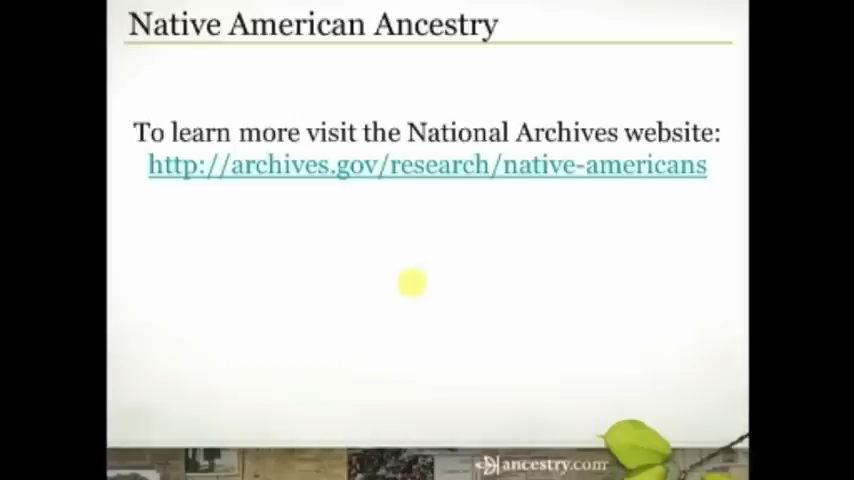 Native American Ancestry
To learn more visit the National Archives website:
http://archives.gov/research/native-americans
ancestry.com